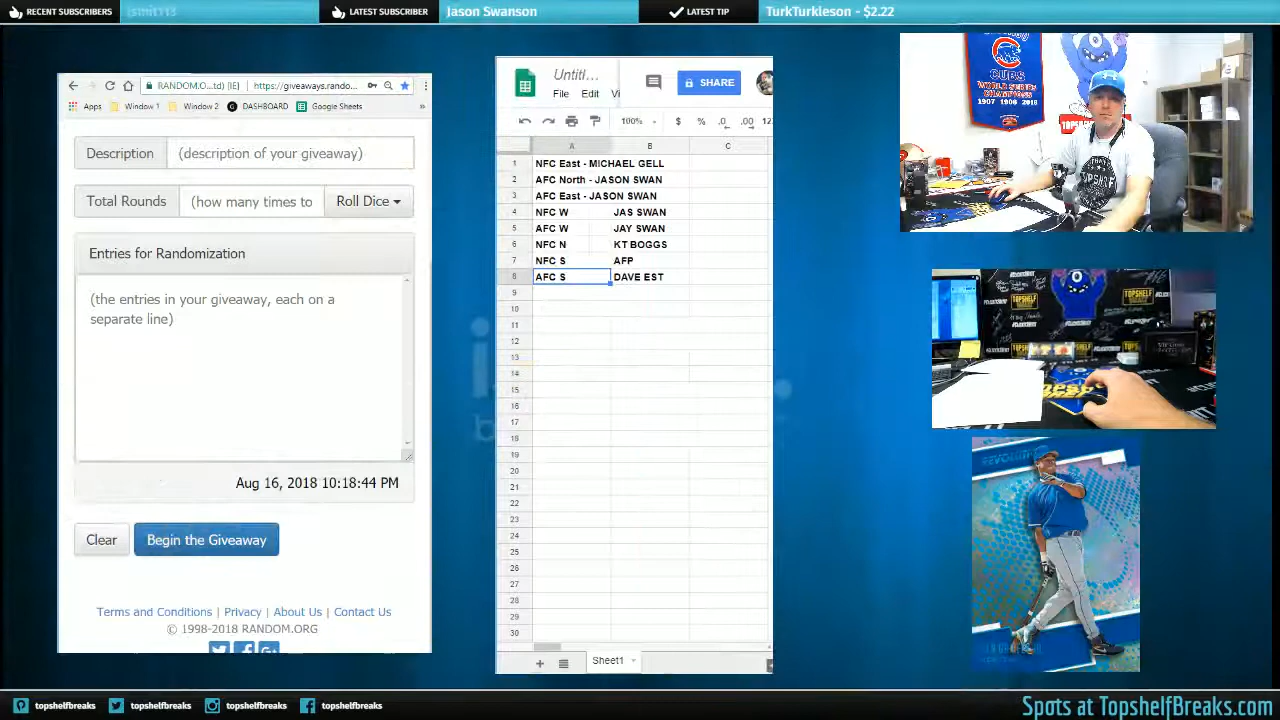 RECENT SUBSCRIBERS
LATEST SUBSCRIBER
Jason Swanson
LATEST TIP
TurkTurkleson - $2.22
RANDOM.O...td) [IE]
https://giveaways.rando...
Apps
Window 1
Window 2
DASHBOARD
Google Sheets
»
Description
(description of your giveaway)
Total Rounds
(how many times to
Roll Dice
Entries for Randomization
(the entries in your giveaway, each on a
separate line)
Aug 16, 2018 10:18:44 PM
Clear
Begin the Giveaway
Terms and Conditions | Privacy | About Us | Contact Us
© 1998-2018 RANDOM.ORG
Untitl...
File Edit Vi
SHARE
100% $ % .0 .00 12
A B C
1 NFC East - MICHAEL GELL
2 AFC North - JASON SWAN
3 AFC East - JASON SWAN
4 NFC W JAS SWAN
5 AFC W JAY SWAN
6 NFC N KT BOGGS
7 NFC S AFP
8 AFC S DAVE EST
9
10
11
12
13
14
15
16
17
18
19
20
21
22
23
24
25
26
27
28
29
30
Sheet1
CUBS
WORLD SERIES
CHAMPIONS
1907 1908 2016
TOPSHELF
REVOLUTION
topshelfbreaks
topshelfbreaks
topshelfbreaks
topshelfbreaks
Spots at TopshelfBreaks.com